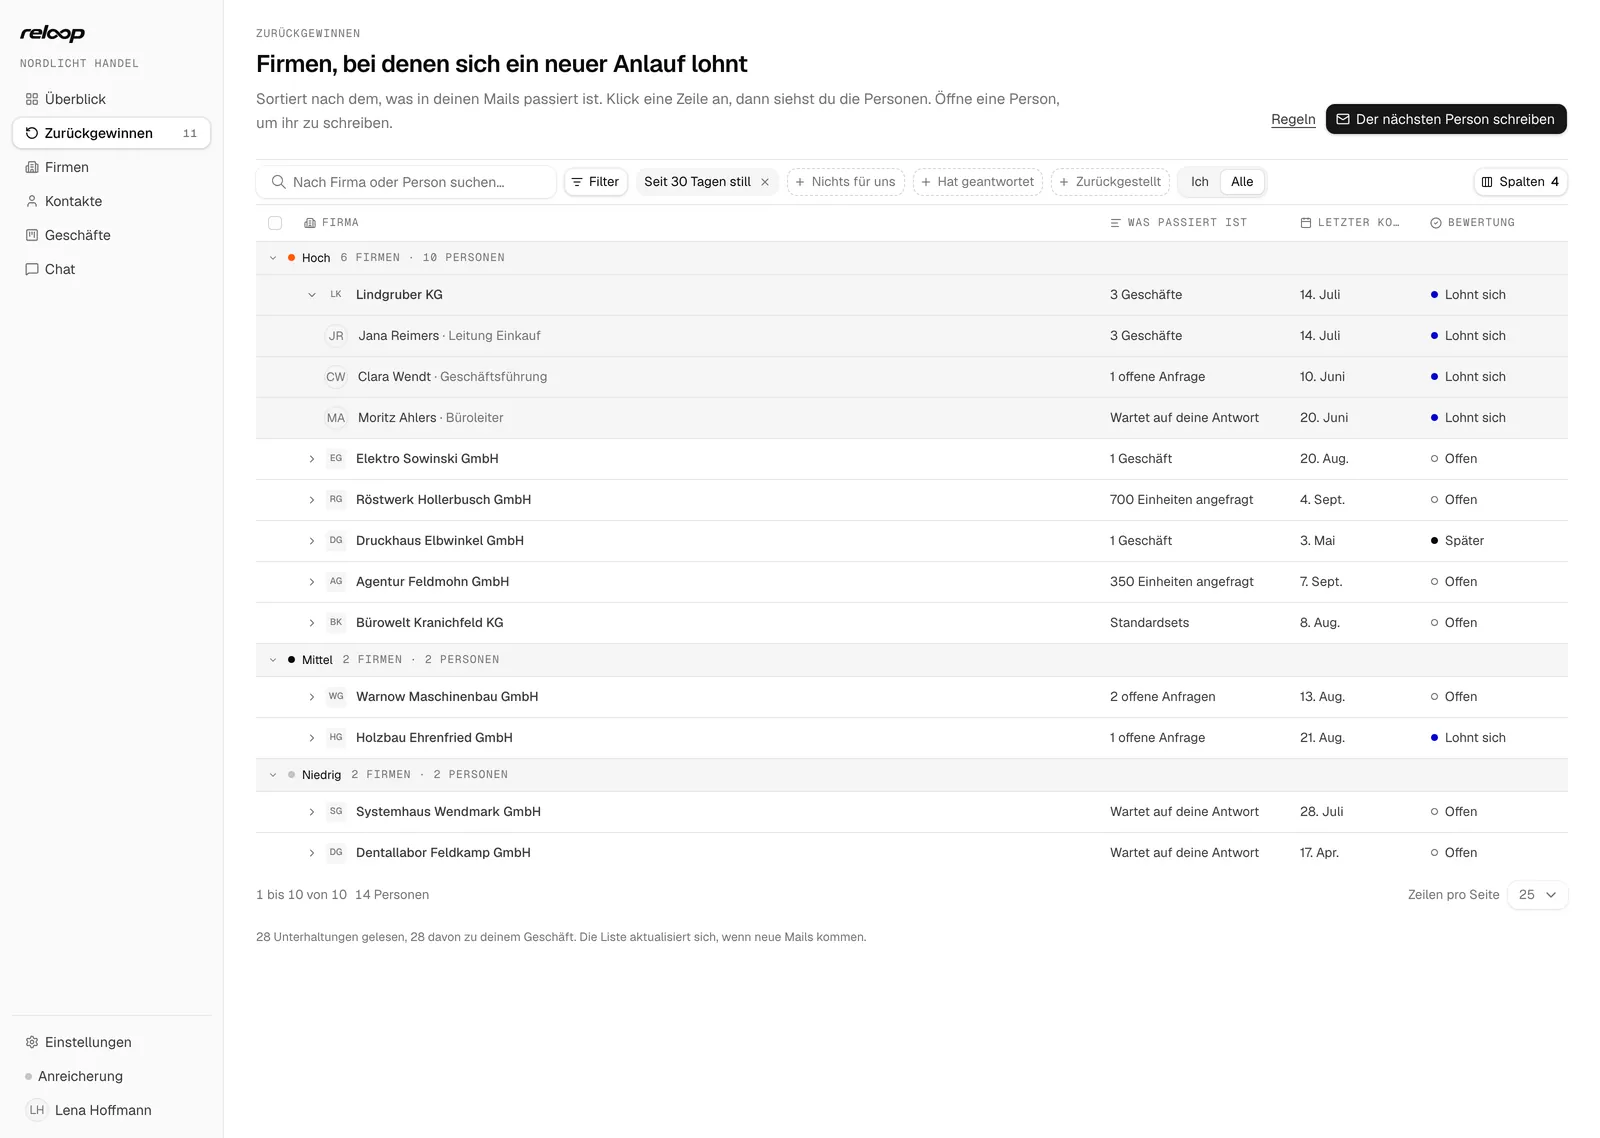 reloop
NORDLICHT HANDEL
Überblick
Zurückgewinnen 11
Firmen
Kontakte
Geschäfte
Chat
Einstellungen
Anreicherung
LH Lena Hoffmann
ZURÜCKGEWINNEN
Firmen, bei denen sich ein neuer Anlauf lohnt
Sortiert nach dem, was in deinen Mails passiert ist. Klick eine Zeile an, dann siehst du die Personen. Öffne eine Person,
um ihr zu schreiben.
Regeln Der nächsten Person schreiben
Nach Firma oder Person suchen... Filter Seit 30 Tagen still × + Nichts für uns + Hat geantwortet + Zurückgestellt Ich Alle Spalten 4
FIRMA WAS PASSIERT IST LETZTER KO… BEWERTUNG
Hoch 6 FIRMEN · 10 PERSONEN
LK Lindgruber KG 3 Geschäfte 14. Juli Lohnt sich
JR Jana Reimers · Leitung Einkauf 3 Geschäfte 14. Juli Lohnt sich
CW Clara Wendt · Geschäftsführung 1 offene Anfrage 10. Juni Lohnt sich
MA Moritz Ahlers · Büroleiter Wartet auf deine Antwort 20. Juni Lohnt sich
EG Elektro Sowinski GmbH 1 Geschäft 20. Aug. Offen
RG Röstwerk Hollerbusch GmbH 700 Einheiten angefragt 4. Sept. Offen
DG Druckhaus Elbwinkel GmbH 1 Geschäft 3. Mai Später
AG Agentur Feldmohn GmbH 350 Einheiten angefragt 7. Sept. Offen
BK Bürowelt Kranichfeld KG Standardsets 8. Aug. Offen
Mittel 2 FIRMEN · 2 PERSONEN
WG Warnow Maschinenbau GmbH 2 offene Anfragen 13. Aug. Offen
HG Holzbau Ehrenfried GmbH 1 offene Anfrage 21. Aug. Lohnt sich
Niedrig 2 FIRMEN · 2 PERSONEN
SG Systemhaus Wendmark GmbH Wartet auf deine Antwort 28. Juli Offen
DG Dentallabor Feldkamp GmbH Wartet auf deine Antwort 17. Apr. Offen
1 bis 10 von 10 14 Personen Zeilen pro Seite 25
28 Unterhaltungen gelesen, 28 davon zu deinem Geschäft. Die Liste aktualisiert sich, wenn neue Mails kommen.